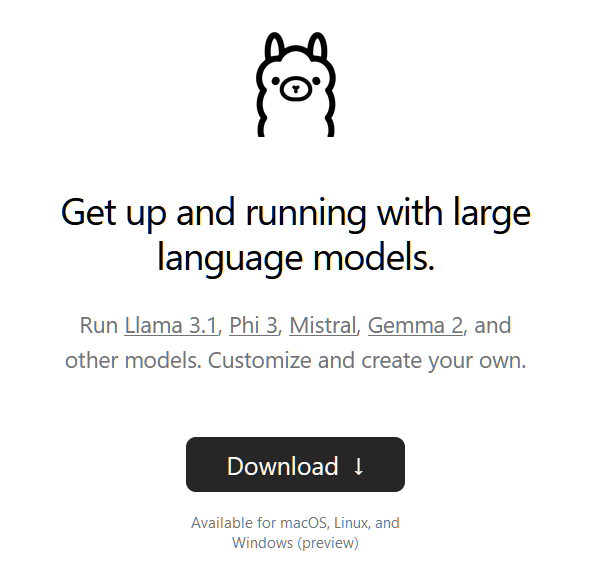 Get up and running with large
language models.
Run Llama 3.1, Phi 3, Mistral, Gemma 2, and
other models. Customize and create your own.
Download ↓
Available for macOS, Linux, and
Windows (preview)